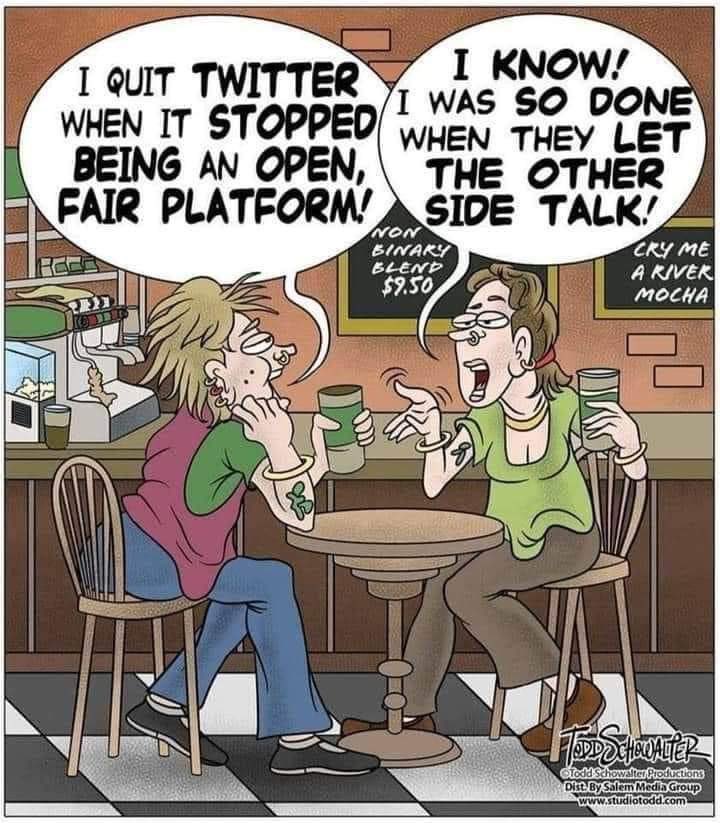 I QUIT TWITTER
WHEN IT STOPPED
BEING AN OPEN,
FAIR PLATFORM!
I KNOW!
I WAS SO DONE
WHEN THEY LET
THE OTHER
SIDE TALK!
NON
BINARY
BLEND
$9.50
CRY ME
A RIVER
MOCHA
TODD SCHOWALTER
©Todd Schowalter Productions
Dist. By Salem Media Group
www.studiotodd.com